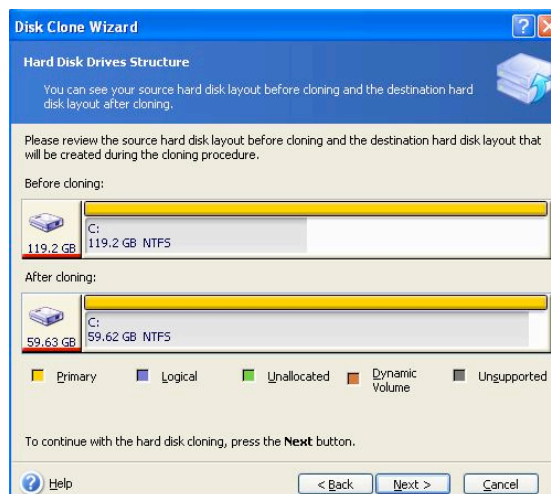 Disk Clone Wizard
Hard Disk Drives Structure
You can see your source hard disk layout before cloning and the destination hard
disk layout after cloning.
Please review the source hard disk layout before cloning and the destination hard disk layout that
will be created during the cloning procedure.
Before cloning:
119.2 GB
C:
119.2 GB NTFS
After cloning:
59.63 GB
C:
59.62 GB NTFS
Primary Logical Unallocated Dynamic Volume Unsupported
To continue with the hard disk cloning, press the Next button.
Help < Back Next > Cancel